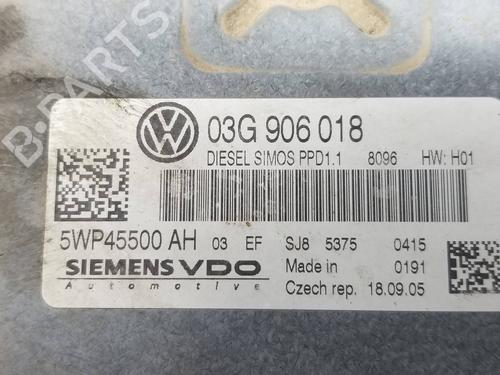 B-PARTS
03G 906 018
DIESEL SIMOS PPD1.1 8096 HW: H01
5WP45500 AH 03 EF SJ8 5375 0415
SIEMENS VDO Made in 0191
Automotive Czech rep. 18.09.05